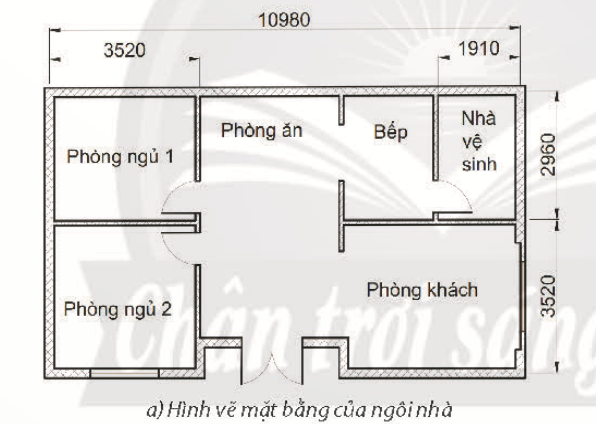 10980
3520
1910
Phòng ngủ 1
Phòng ăn
Bếp
Nhà
vệ
sinh
2960
Phòng ngủ 2
Phòng khách
3520
Chân trời sáng
a) Hình vẽ mặt bằng của ngôi nhà